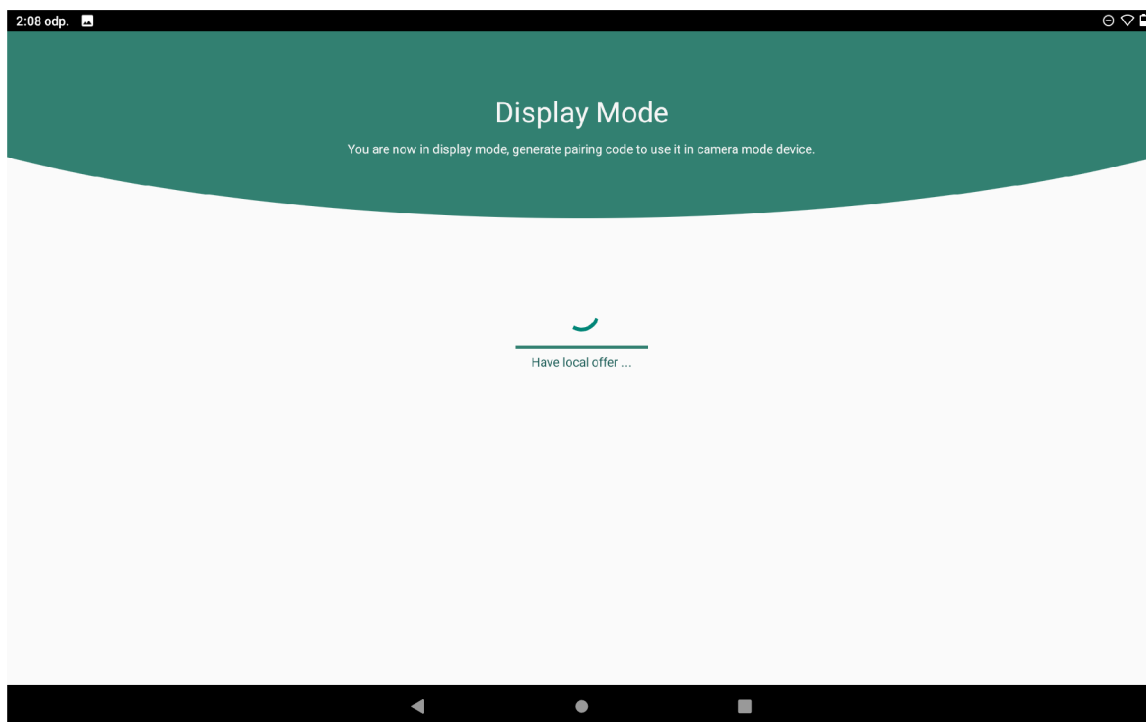 2:08 odp.
Display Mode
You are now in display mode, generate pairing code to use it in camera mode device.
Have local offer ...